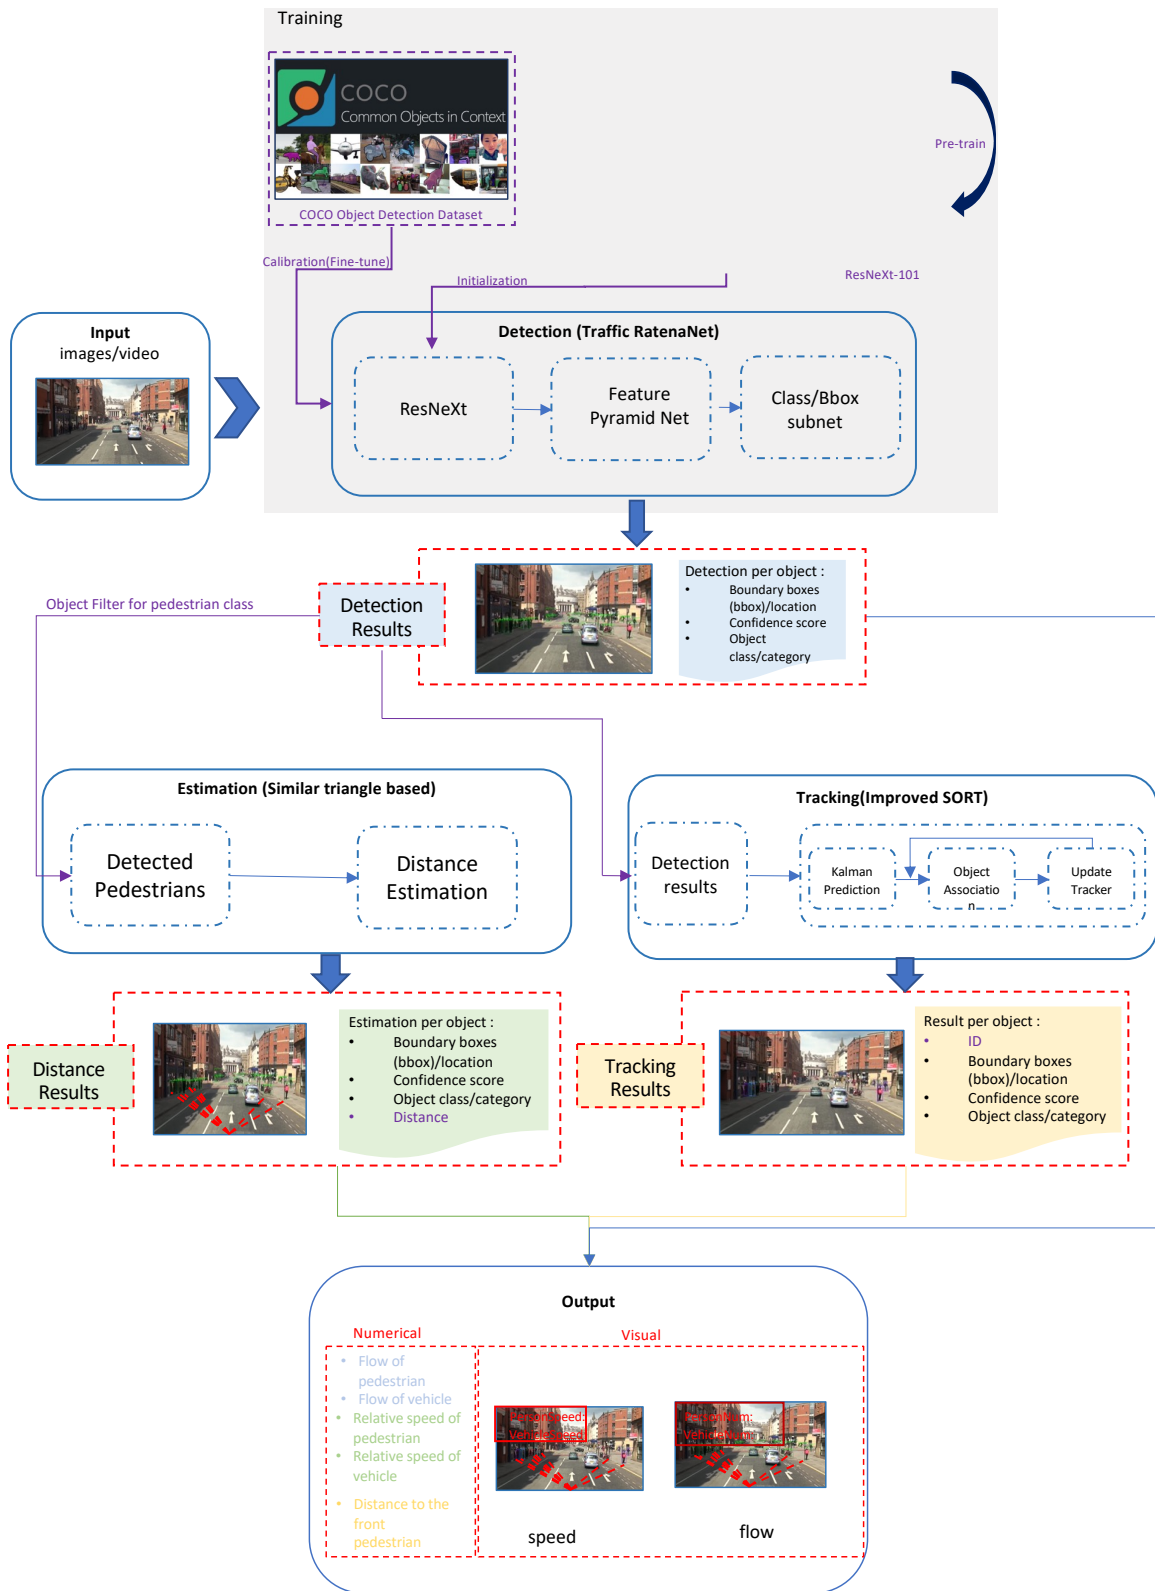 Training
COCO
Common Objects in Context
COCO Object Detection Dataset
Pre-train
Calibration(Fine-tune)
Initialization
ResNeXt-101
Input
images/video
Detection (Traffic RatenaNet)
ResNeXt
Feature
Pyramid Net
Class/Bbox
subnet
Object Filter for pedestrian class
Detection
Results
Detection per object :
• Boundary boxes
(bbox)/location
• Confidence score
• Object
class/category
Estimation (Similar triangle based)
Detected
Pedestrians
Distance
Estimation
Tracking(Improved SORT)
Detection
results
Kalman
Prediction
Object
Associatio
n
Update
Tracker
Distance
Results
Estimation per object :
• Boundary boxes
(bbox)/location
• Confidence score
• Object class/category
• Distance
Tracking
Results
Result per object :
• ID
• Boundary boxes
(bbox)/location
• Confidence score
• Object class/category
Output
Numerical
• Flow of
pedestrian
• Flow of vehicle
• Relative speed of
pedestrian
• Relative speed of
vehicle
• Distance to the
front
pedestrian
Visual
PersonSpeed:
VehicleSpeed:
speed
PersonNum:
VehicleNum:
flow